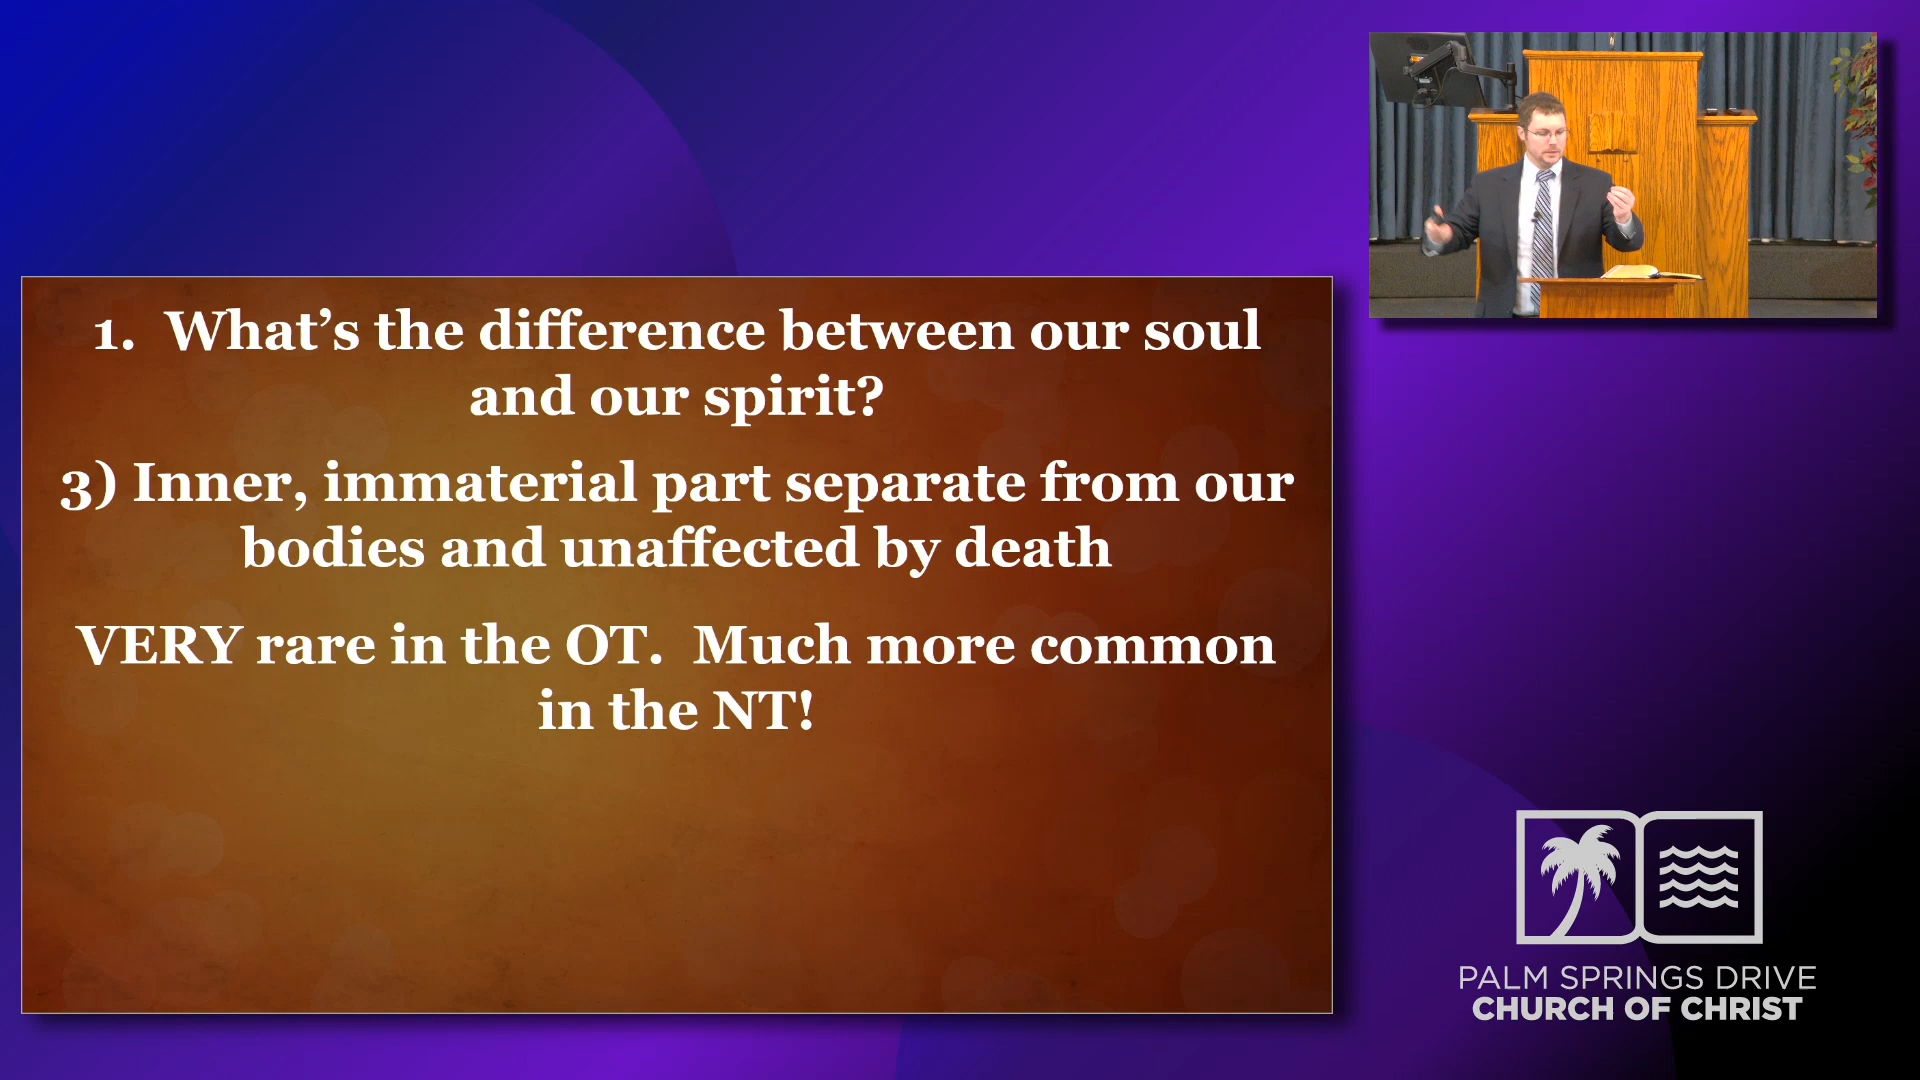 1.  What’s the difference between our soul
and our spirit?
3) Inner, immaterial part separate from our
bodies and unaffected by death
VERY rare in the OT.  Much more common
in the NT!
PALM SPRINGS DRIVE
CHURCH OF CHRIST